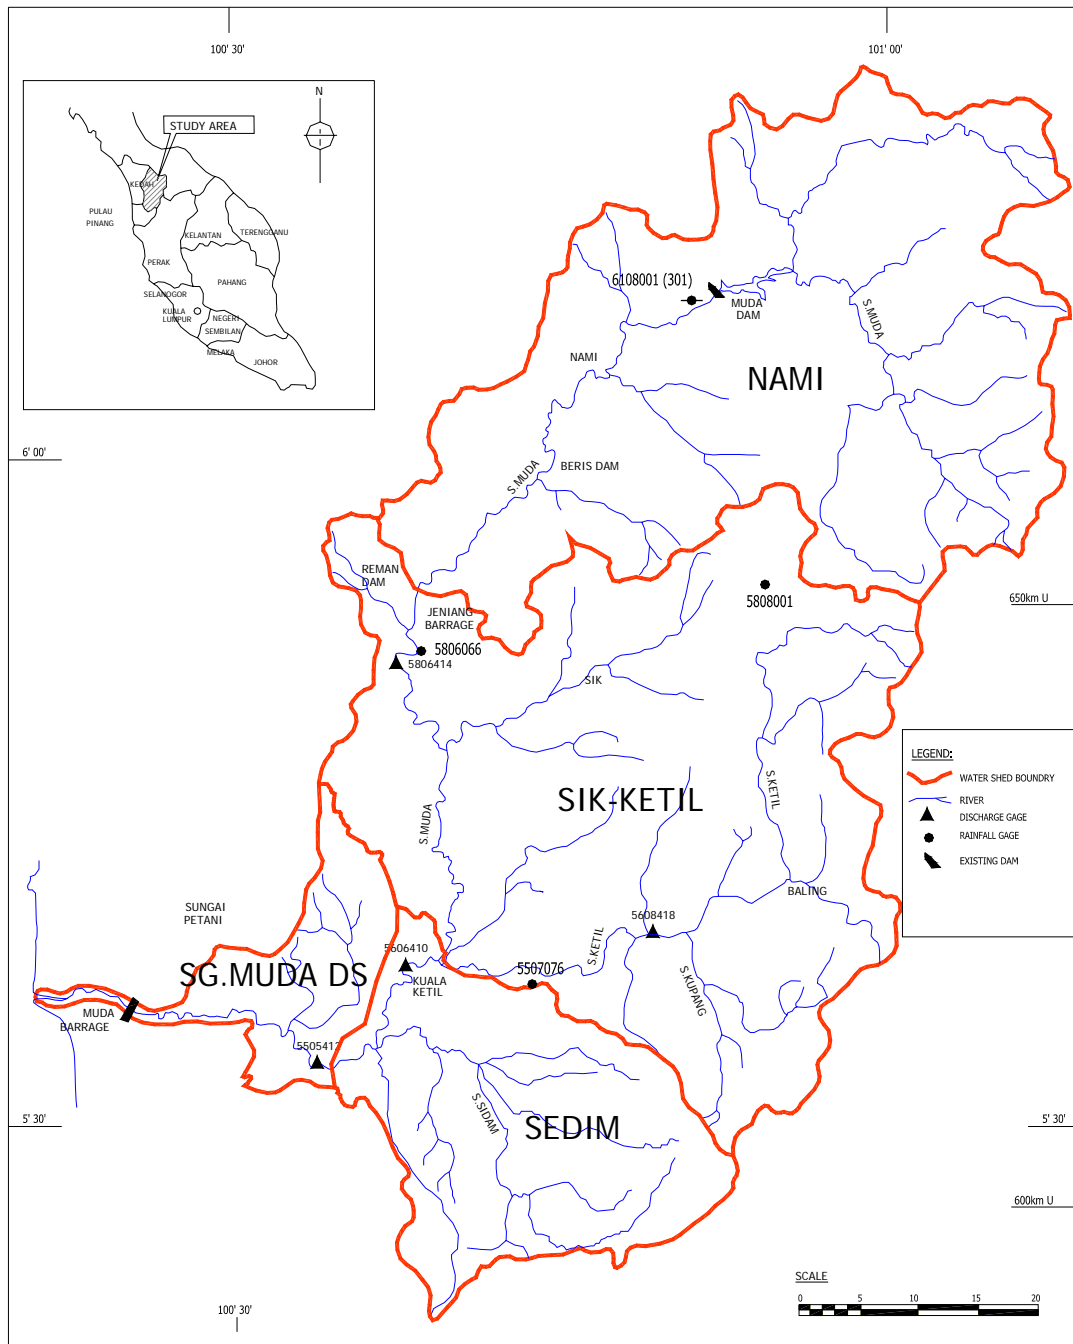 100' 30'
101' 00'
N
STUDY AREA
KEDAH
PULAU
PINANG
KELANTAN
TERENGGANU
PERAK
PAHANG
SELANOGOR
KUALA
LUNPUR
NEGERI
SEMBILAN
MELAKA
JOHOR
6108001 (301)
MUDA
DAM
S.MUDA
NAMI
NAMI
6' 00'
BERIS DAM
S.MUDA
REMAN
DAM
5808001
650km U
JENIANG
BARRAGE
5806066
5806414
SIK
LEGEND:
WATER SHED BOUNDRY
RIVER
DISCHARGE GAGE
RAINFALL GAGE
EXISTING DAM
S.KETIL
SIK-KETIL
S.MUDA
BALING
SUNGAI
PETANI
5608418
S.KETIL
5606410
SG.MUDA DS
KUALA
KETIL
5507076
S.KUPANG
MUDA
BARRAGE
5505412
S.SIDAM
SEDIM
5' 30'
5' 30'
600km U
SCALE
0 5 10 15 20
100' 30'